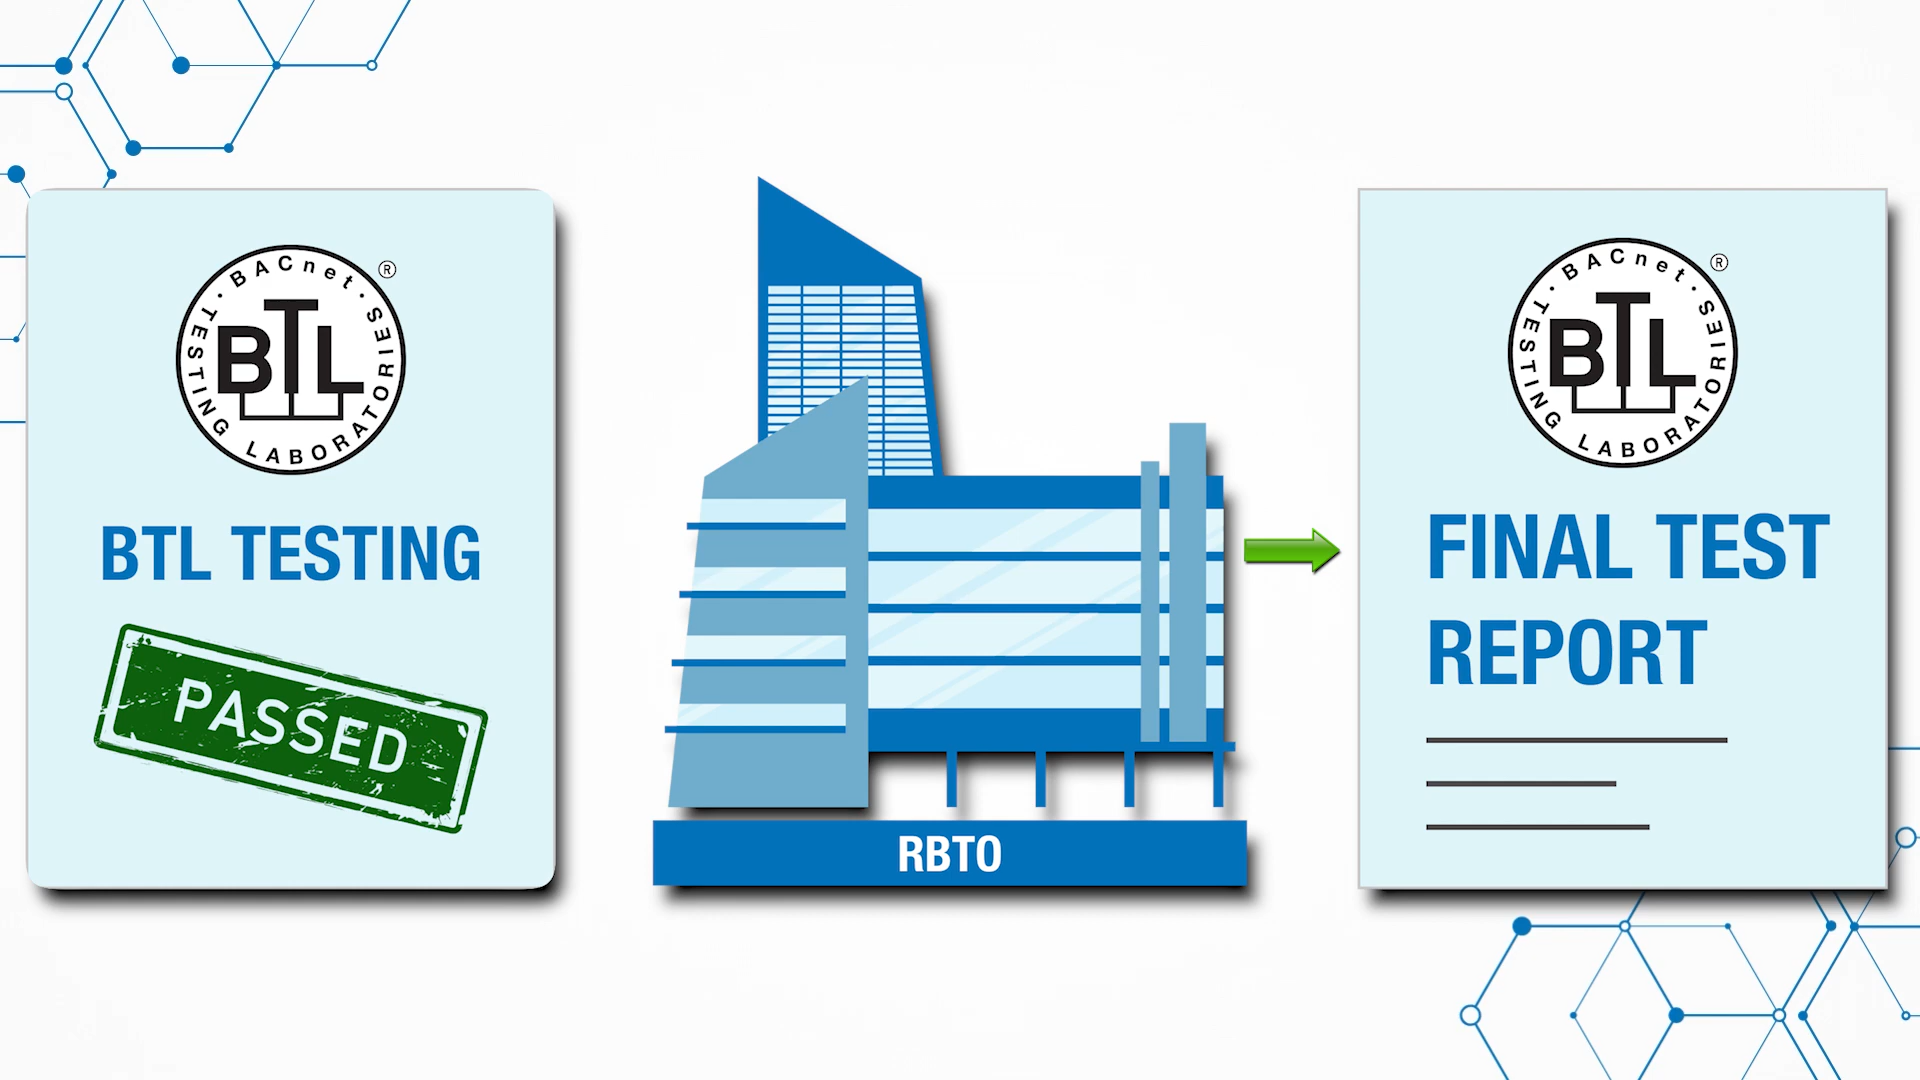 BACnet
TESTING LABORATORIES
BTL
®
BTL TESTING
PASSED
RBTO
BACnet
TESTING LABORATORIES
BTL
®
FINAL TEST
REPORT